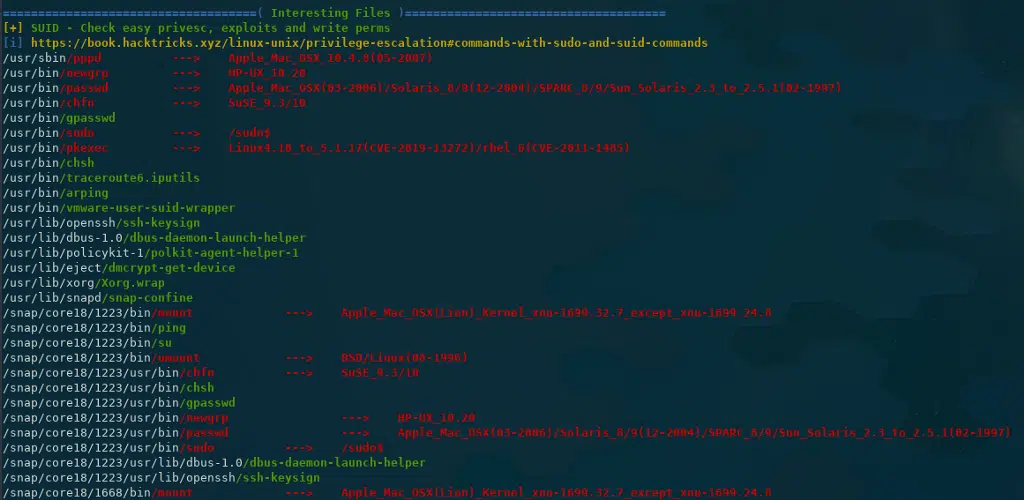 ====================================( Interesting Files )=====================================
[+] SUID - Check easy privesc, exploits and write perms
[i] https://book.hacktricks.xyz/linux-unix/privilege-escalation#commands-with-sudo-and-suid-commands
/usr/sbin/pppd ---> Apple_Mac_OSX_10.4.8(05-2007)
/usr/bin/newgrp ---> HP-UX_10.20
/usr/bin/passwd ---> Apple_Mac_OSX(03-2006)/Solaris_8/9(12-2004)/SPARC_8/9/Sun_Solaris_2.3_to_2.5.1(02-1997)
/usr/bin/chfn ---> SuSE_9.3/10
/usr/bin/gpasswd
/usr/bin/sudo ---> /sudo$
/usr/bin/pkexec ---> Linux4.10_to_5.1.17(CVE-2019-13272)/rhel_6(CVE-2011-1485)
/usr/bin/chsh
/usr/bin/traceroute6.iputils
/usr/bin/arping
/usr/bin/vmware-user-suid-wrapper
/usr/lib/openssh/ssh-keysign
/usr/lib/dbus-1.0/dbus-daemon-launch-helper
/usr/lib/policykit-1/polkit-agent-helper-1
/usr/lib/eject/dmcrypt-get-device
/usr/lib/xorg/Xorg.wrap
/usr/lib/snapd/snap-confine
/snap/core18/1223/bin/mount ---> Apple_Mac_OSX(Lion)_Kernel_xnu-1699.32.7_except_xnu-1699.24.8
/snap/core18/1223/bin/ping
/snap/core18/1223/bin/su
/snap/core18/1223/bin/umount ---> BSD/Linux(08-1996)
/snap/core18/1223/usr/bin/chfn ---> SuSE_9.3/10
/snap/core18/1223/usr/bin/chsh
/snap/core18/1223/usr/bin/gpasswd
/snap/core18/1223/usr/bin/newgrp ---> HP-UX_10.20
/snap/core18/1223/usr/bin/passwd ---> Apple_Mac_OSX(03-2006)/Solaris_8/9(12-2004)/SPARC_8/9/Sun_Solaris_2.3_to_2.5.1(02-1997)
/snap/core18/1223/usr/bin/sudo ---> /sudo$
/snap/core18/1223/usr/lib/dbus-1.0/dbus-daemon-launch-helper
/snap/core18/1223/usr/lib/openssh/ssh-keysign
/snap/core18/1668/bin/mount ---> Apple_Mac_OSX(Lion)_Kernel_xnu-1699.32.7_except_xnu-1699.24.8